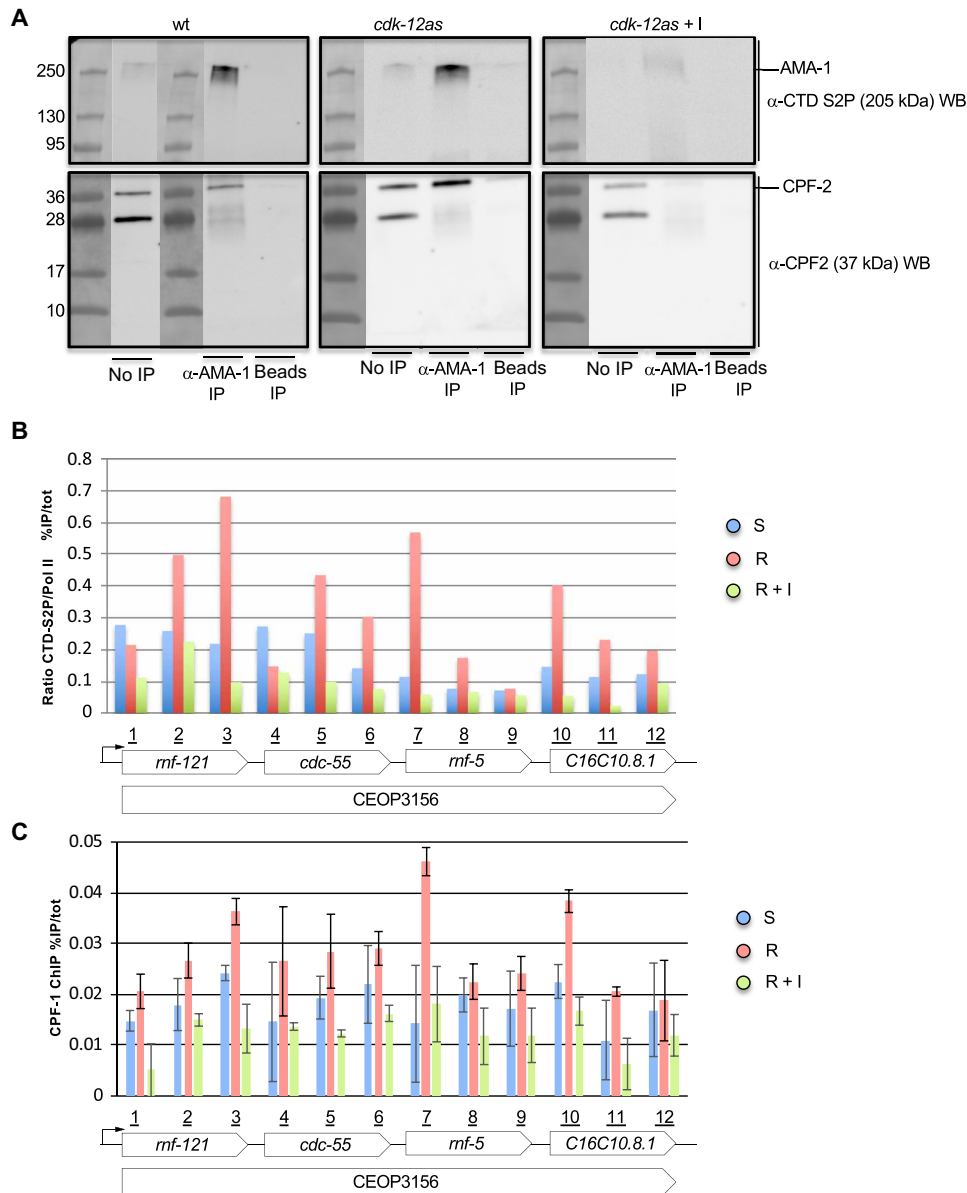 A
wt
cdk-12as
cdk-12as + I
250
130
95
AMA-1
α-CTD S2P (205 kDa) WB
36
28
17
10
CPF-2
α-CPF2 (37 kDa) WB
No IP
α-AMA-1 IP
Beads IP
No IP
α-AMA-1 IP
Beads IP
No IP
α-AMA-1 IP
Beads IP
B
Ratio CTD-S2P/Pol II %IP/tot
0.8
0.7
0.6
0.5
0.4
0.3
0.2
0.1
0
S
R
R + I
1 2 3 4 5 6 7 8 9 10 11 12
rnf-121 cdc-55 rnf-5 C16C10.8.1
CEOP3156
C
CPF-1 ChIP %IP/tot
0.05
0.04
0.03
0.02
0.01
0
S
R
R + I
1 2 3 4 5 6 7 8 9 10 11 12
rnf-121 cdc-55 rnf-5 C16C10.8.1
CEOP3156